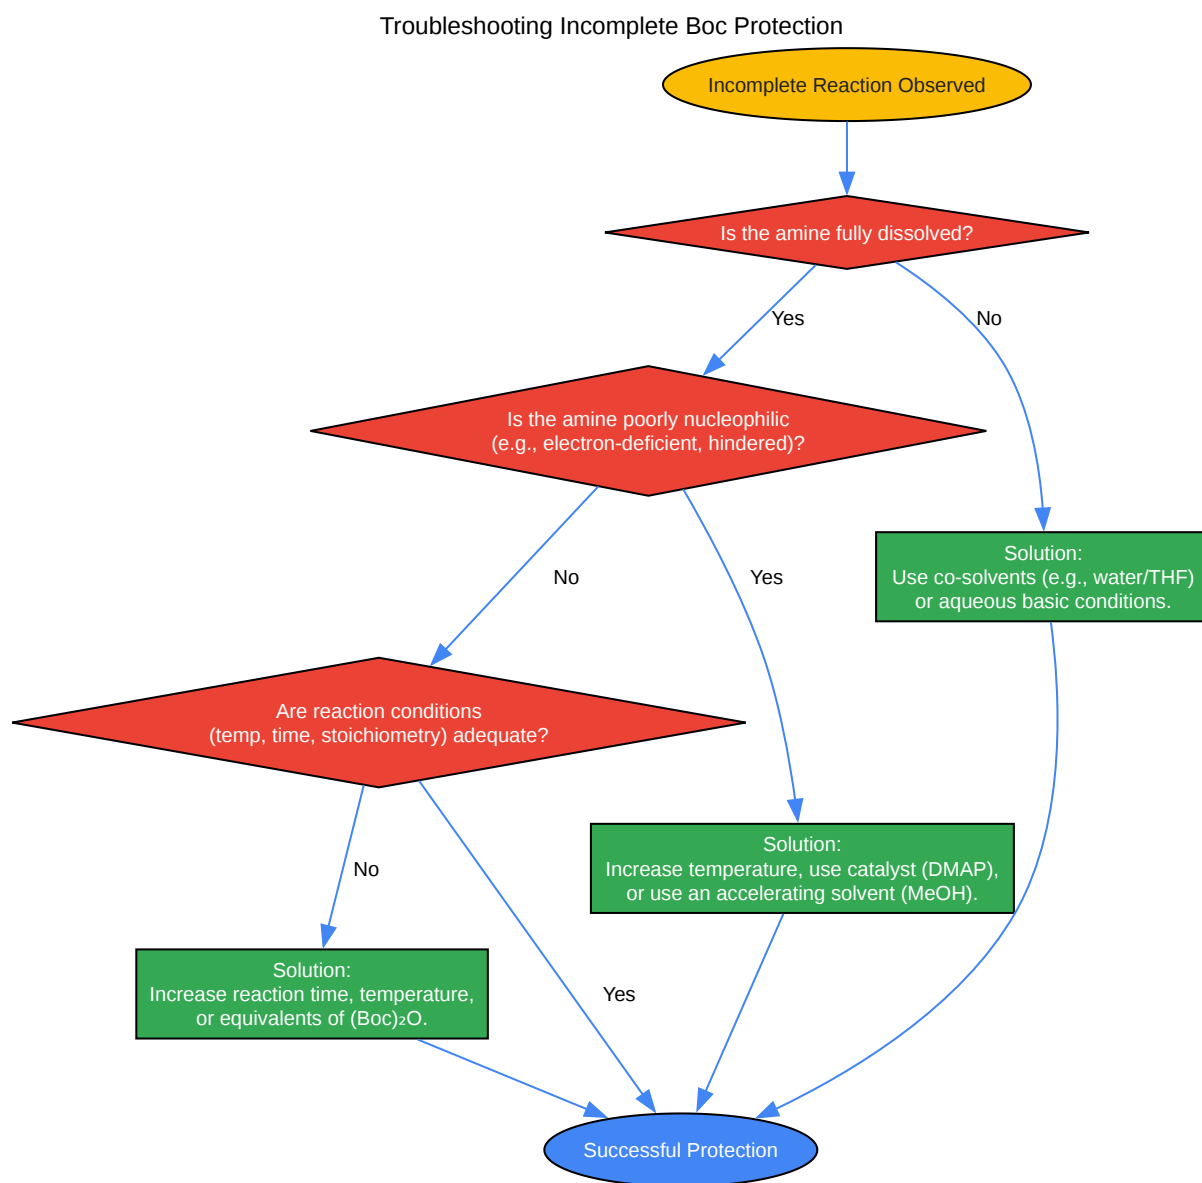 Troubleshooting Incomplete Boc Protection
Incomplete Reaction Observed
Is the amine fully dissolved?
Yes
No
Is the amine poorly nucleophilic
(e.g., electron-deficient, hindered)?
No
Yes
Solution:
Use co-solvents (e.g., water/THF)
or aqueous basic conditions.
Are reaction conditions
(temp, time, stoichiometry) adequate?
No
Yes
Solution:
Increase temperature, use catalyst (DMAP),
or use an accelerating solvent (MeOH).
Solution:
Increase reaction time, temperature,
or equivalents of (Boc)₂O.
Successful Protection